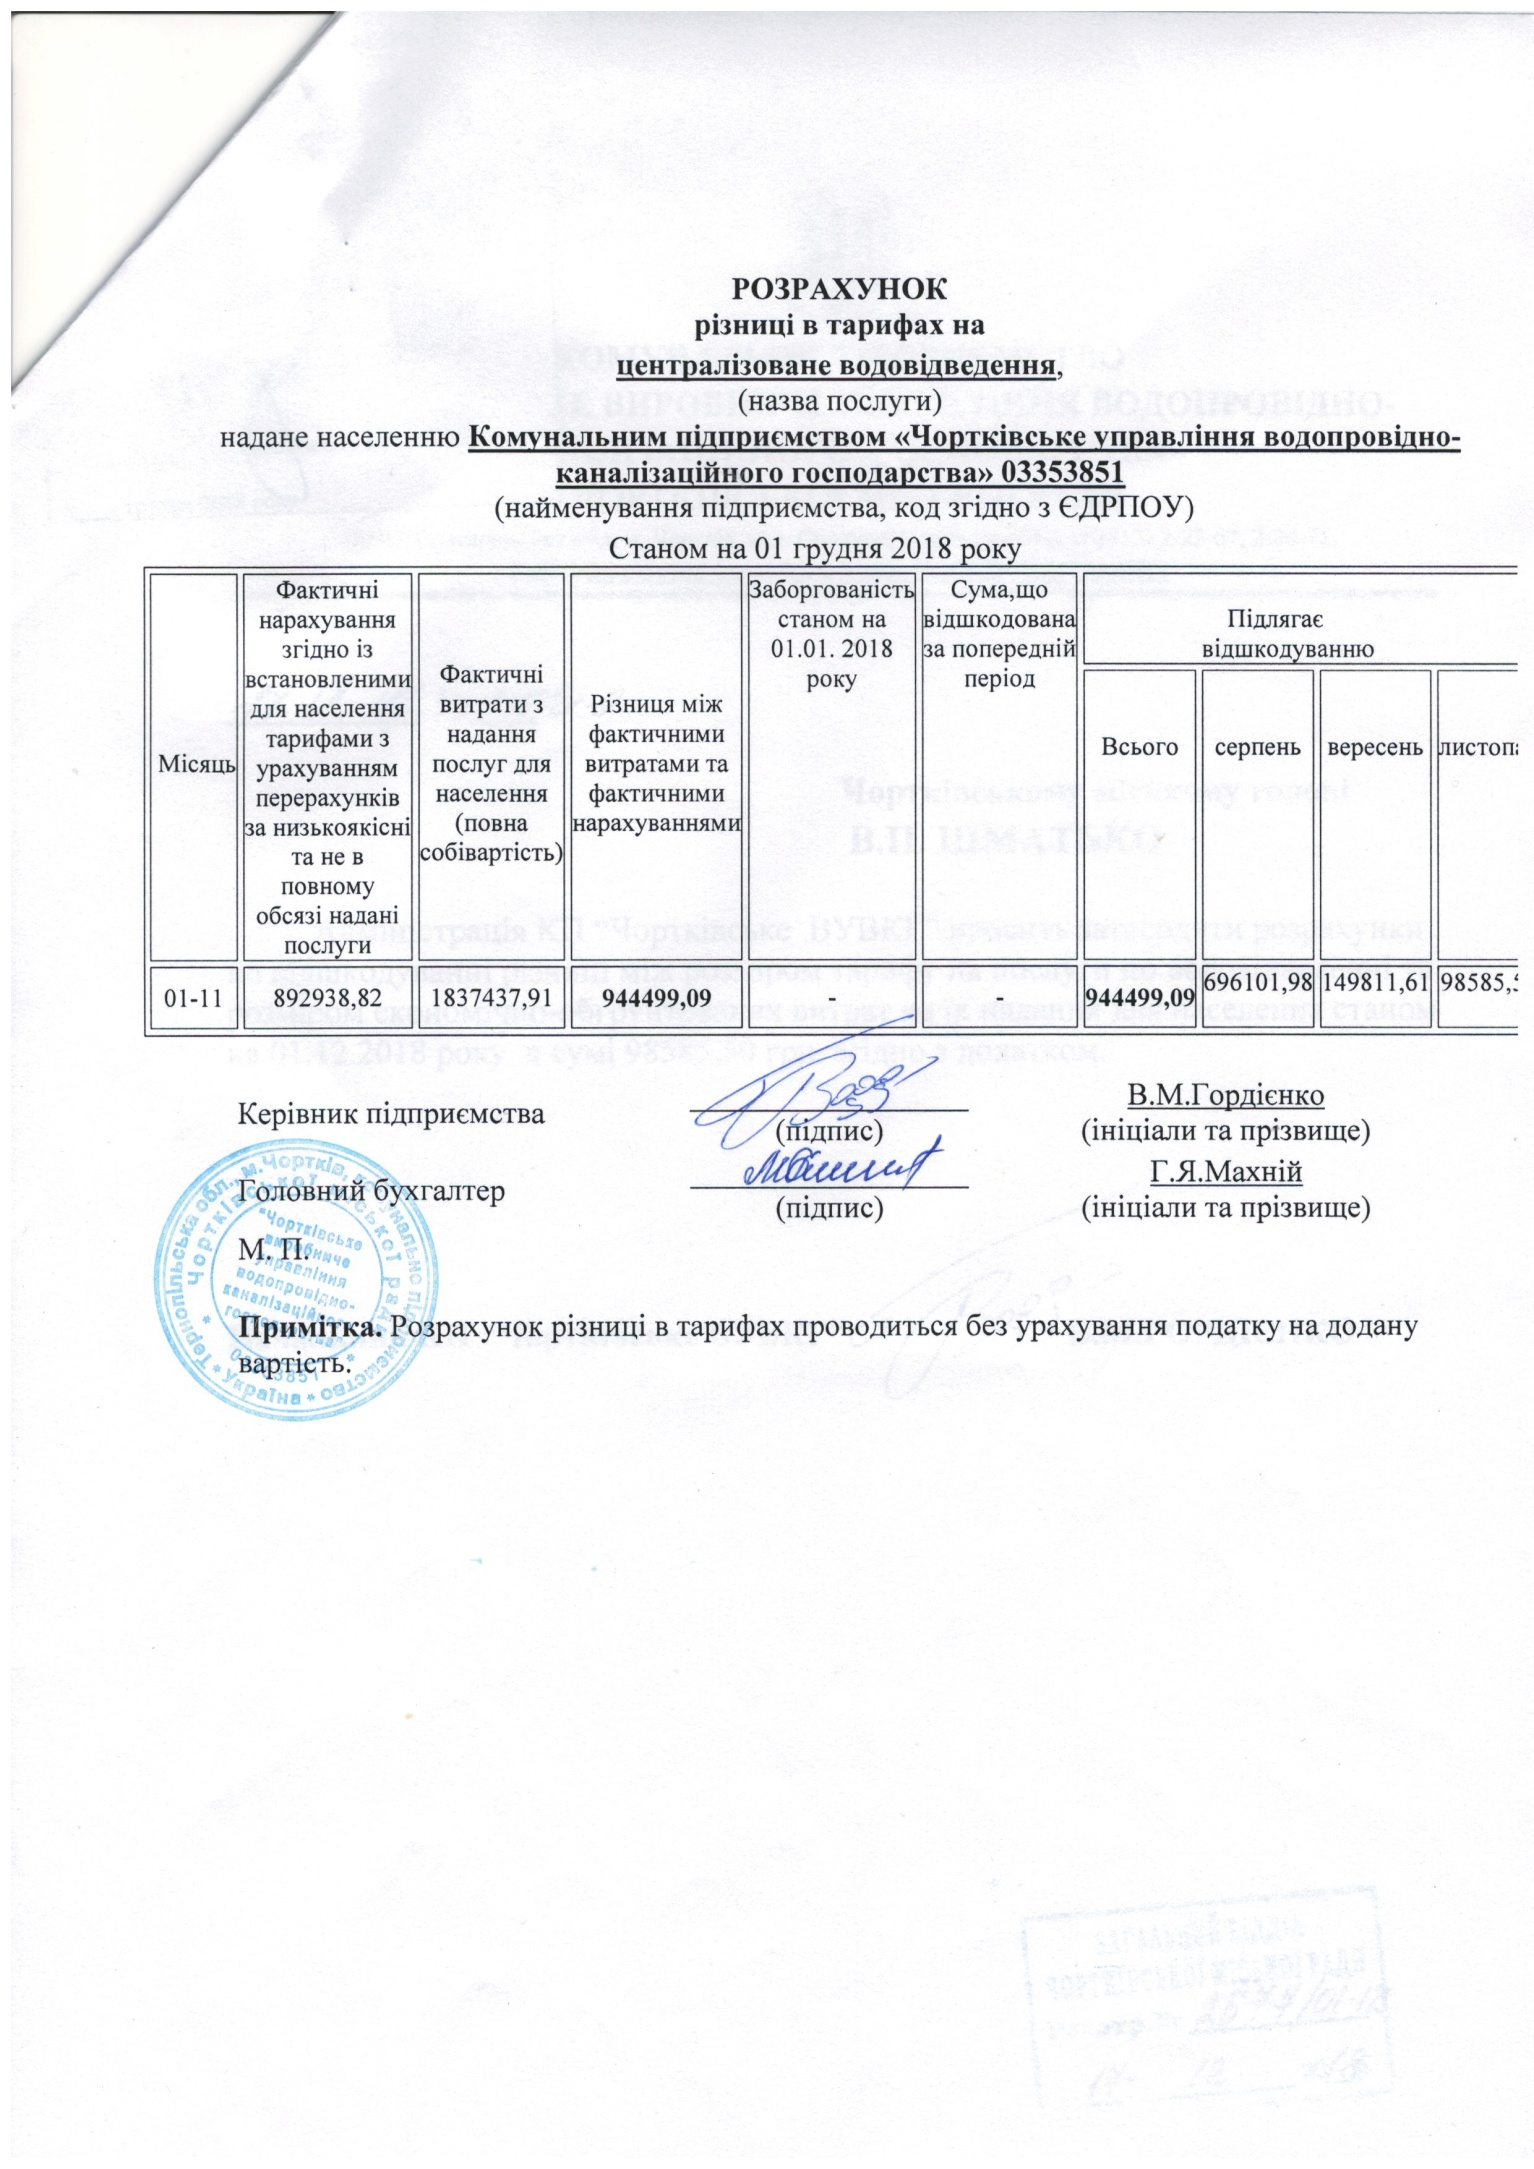 РОЗРАХУНОК
різниці в тарифах на
централізоване водовідведення,
(назва послуги)
надане населенню Комунальним підприємством «Чортківське управління водопровідно-
каналізаційного господарства» 03353851
(найменування підприємства, код згідно з ЄДРПОУ)
Станом на 01 грудня 2018 року
Місяць
Фактичні
нарахування
згідно із
встановленими
для населення
тарифами з
урахуванням
перерахунків
за низькоякісні
та не в
повному
обсязі надані
послуги
Фактичні
витрати з
надання
послуг для
населення
(повна
собівартість)
Різниця між
фактичними
витратами та
фактичними
нарахуваннями
Заборгованість
станом на
01.01. 2018
року
Сума,що
відшкодована
за попередній
період
Підлягає
відшкодуванню
Всього
серпень
вересень
листопа
01-11 892938,82 1837437,91 944499,09 - - 944499,09 696101,98 149811,61 98585,5
Керівник підприємства
В.М.Гордієнко
(підпис) (ініціали та прізвище)
Головний бухгалтер
Г.Я.Махній
(підпис) (ініціали та прізвище)
М. П.
Примітка. Розрахунок різниці в тарифах проводиться без урахування податку на додану
вартість.